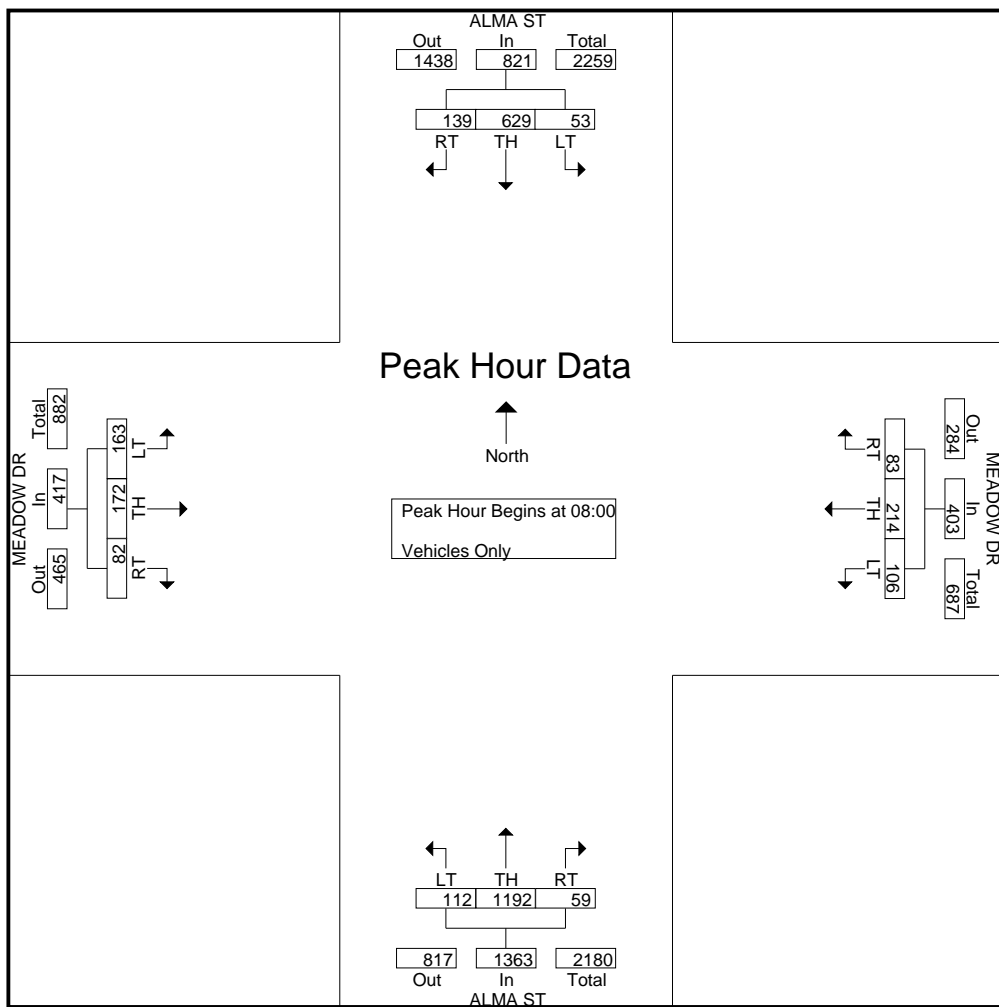 ALMA ST
Out In Total
1438 821 2259
139 629 53
RT TH LT
Peak Hour Data
North
Peak Hour Begins at 08:00
Vehicles Only
MEADOW DR
Out In Total
465 417 882
82 172 163
RT TH LT
MEADOW DR
Out In Total
284 403 687
83 214 106
RT TH LT
LT TH RT
112 1192 59
817 1363 2180
Out In Total
ALMA ST